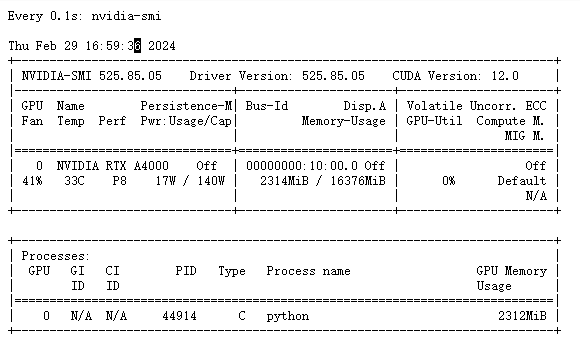 Every 0.1s: nvidia-smi
Thu Feb 29 16:59:36 2024
NVIDIA-SMI 525.85.05 Driver Version: 525.85.05 CUDA Version: 12.0
GPU Name Persistence-M| Bus-Id Disp.A | Volatile Uncorr. ECC
Fan Temp Perf Pwr:Usage/Cap| Memory-Usage | GPU-Util Compute M.
MIG M.
0 NVIDIA RTX A4000 Off | 00000000:10:00.0 Off | Off
41% 33C P8 17W / 140W | 2314MiB / 16376MiB | 0% Default
N/A
Processes:
GPU GI CI PID Type Process name GPU Memory
ID ID Usage
0 N/A N/A 44914 C python 2312MiB